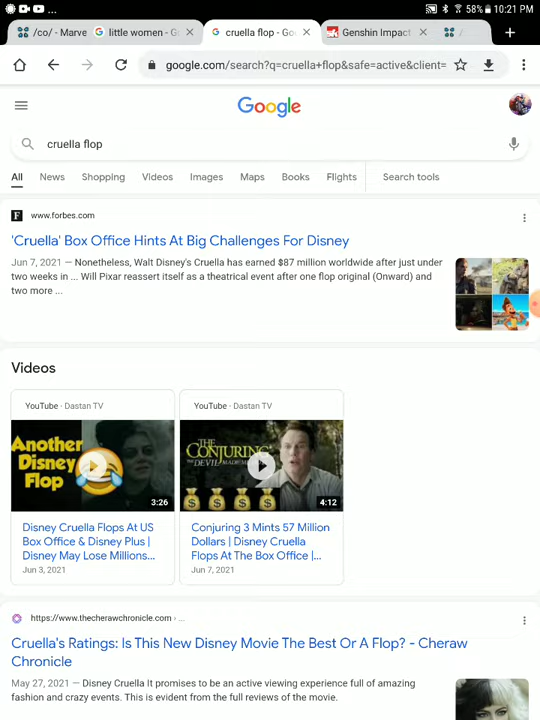 58% 10:21 PM
/co/ - Marve
little women - G
cruella flop - Go
Genshin Impact
google.com/search?q=cruella+flop&safe=active&client=
Google
cruella flop
All News Shopping Videos Images Maps Books Flights Search tools
www.forbes.com
'Cruella' Box Office Hints At Big Challenges For Disney
Jun 7, 2021 — Nonetheless, Walt Disney's Cruella has earned $87 million worldwide after just under
two weeks in ... Will Pixar reassert itself as a theatrical event after one flop original (Onward) and
two more ...
Videos
YouTube · Dastan TV
Another
Disney
Flop
3:26
Disney Cruella Flops At US
Box Office & Disney Plus |
Disney May Lose Millions...
Jun 3, 2021
YouTube · Dastan TV
THE
CONJURING
THE DEVIL MADE ME
4:12
Conjuring 3 Mints 57 Million
Dollars | Disney Cruella
Flops At The Box Office |...
Jun 7, 2021
https://www.thecherawchronicle.com › ...
Cruella's Ratings: Is This New Disney Movie The Best Or A Flop? - Cheraw
Chronicle
May 27, 2021 — Disney Cruella It promises to be an active viewing experience full of amazing
fashion and crazy events. This is evident from the full reviews of the movie.